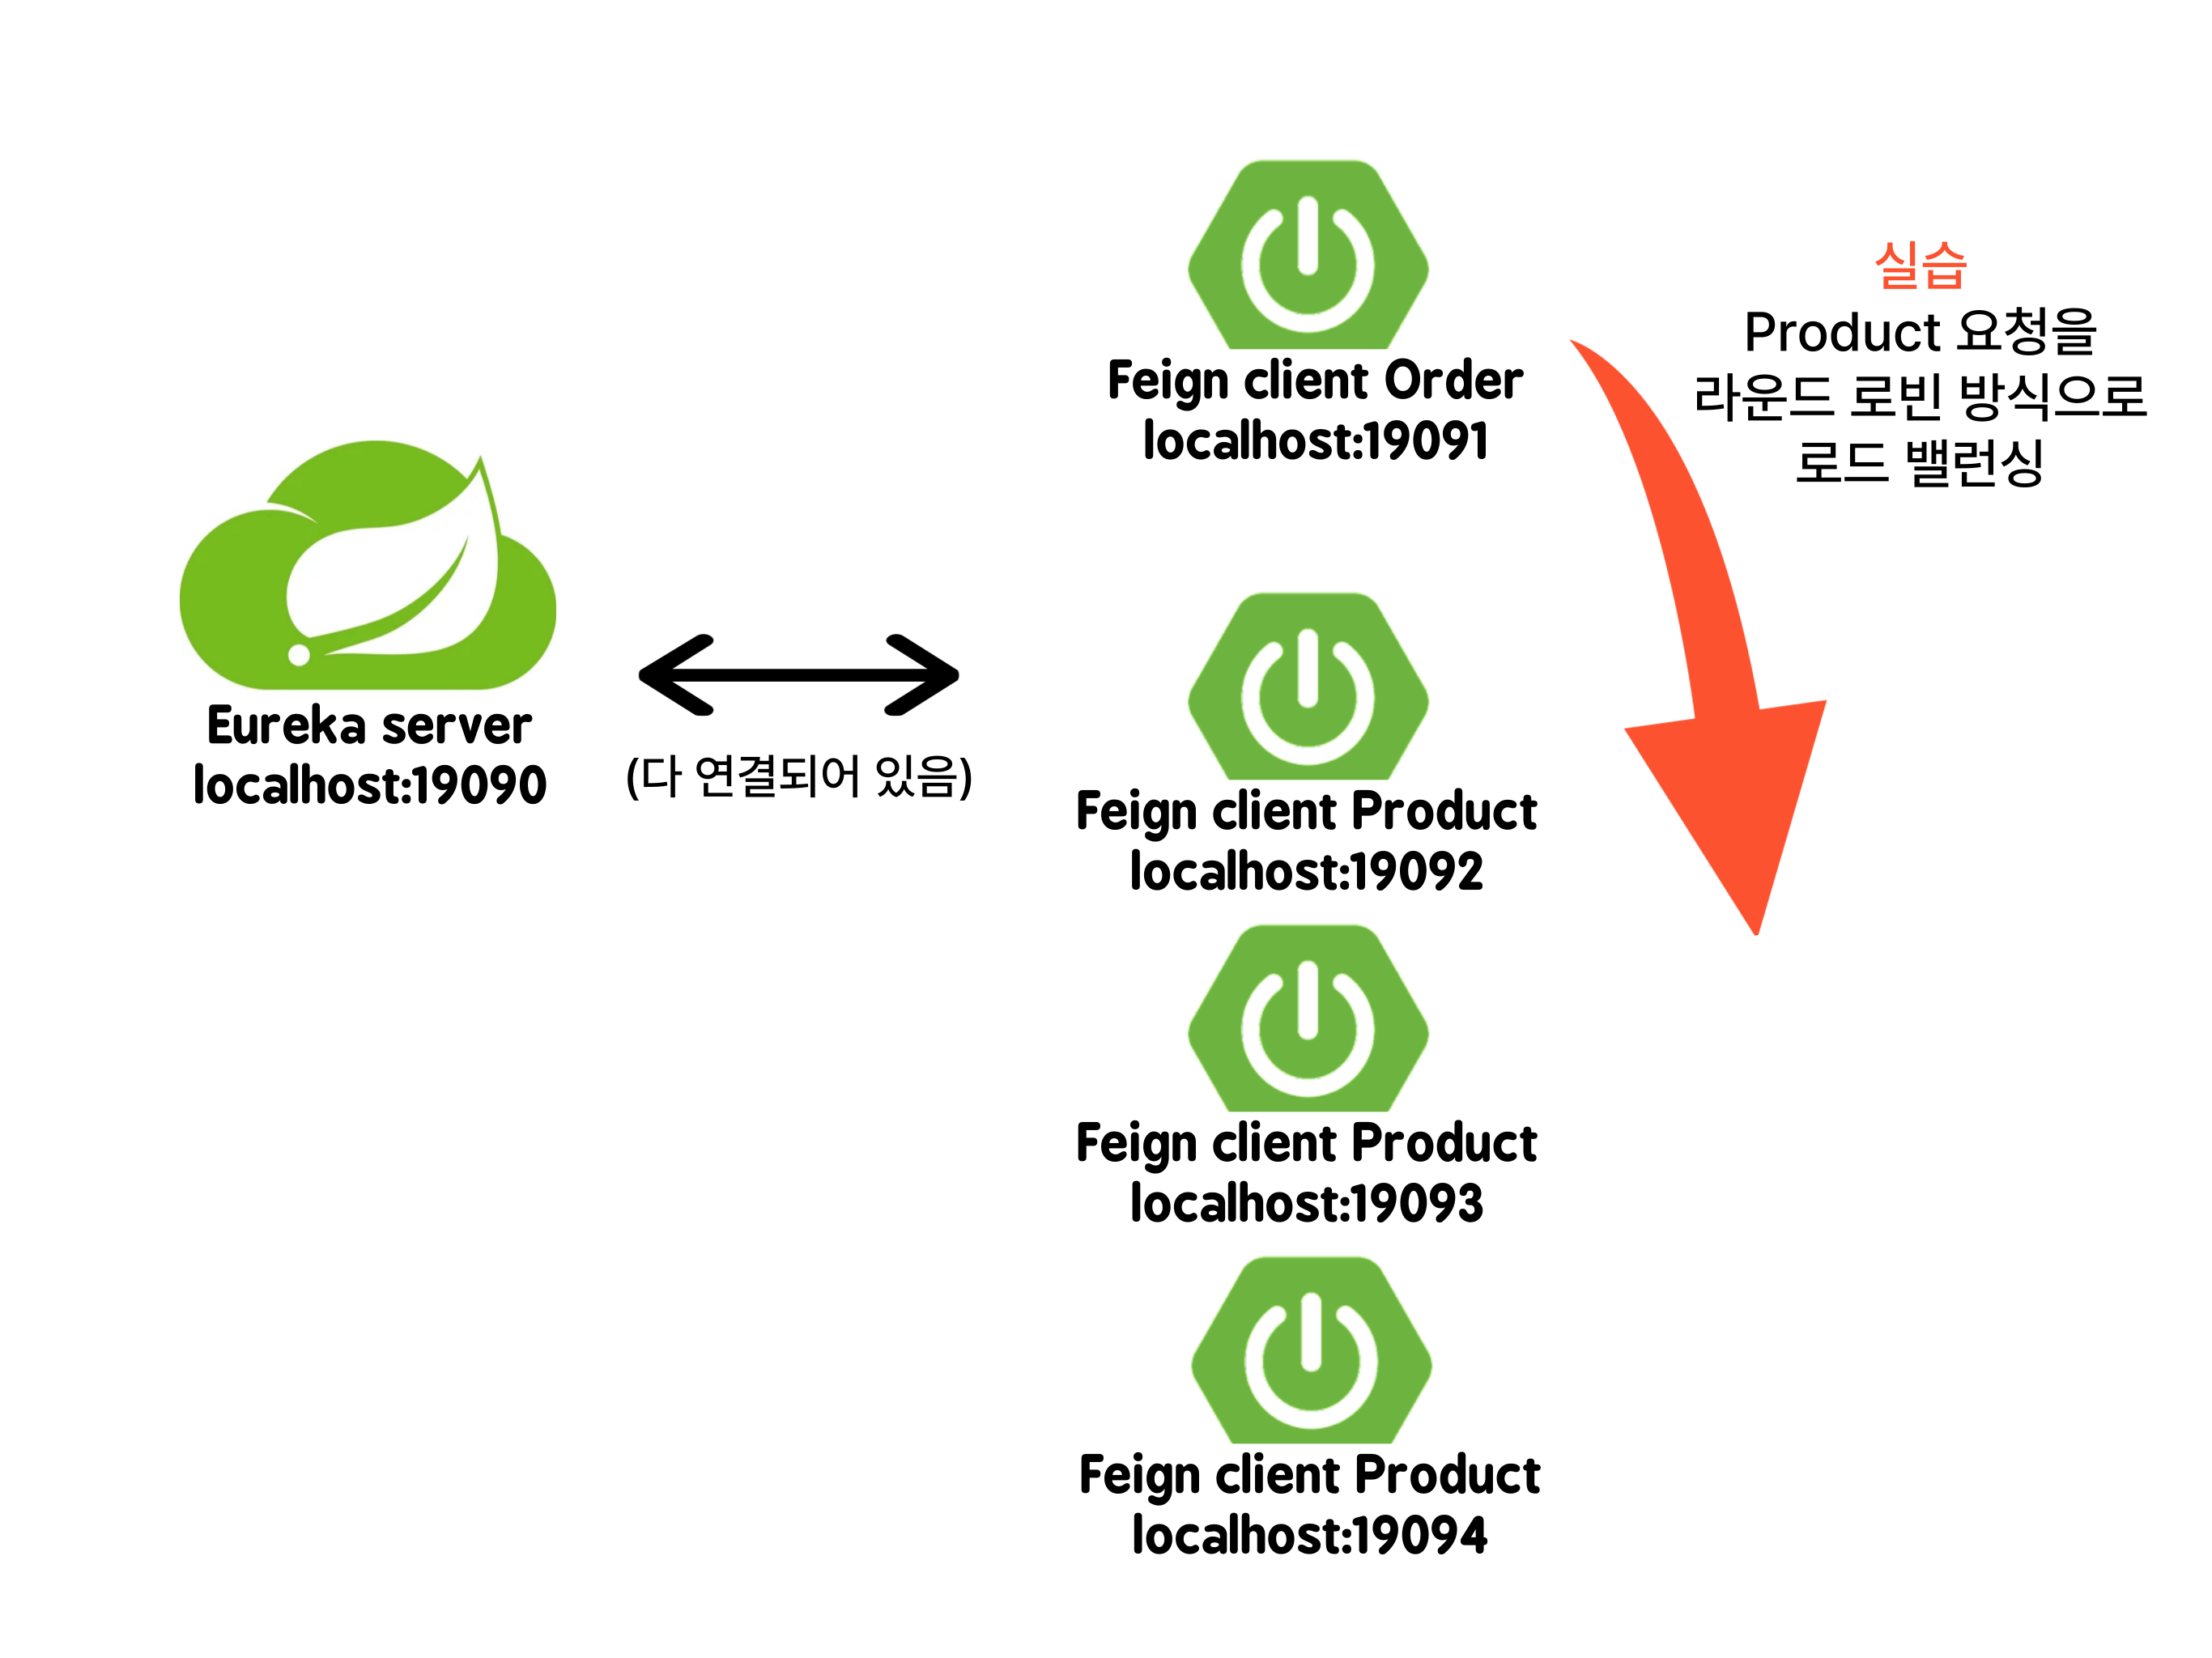 Eureka server
localhost:19090
(다 연결되어 있음)
Feign client Order
localhost:19091
Feign client Product
localhost:19092
Feign client Product
localhost:19093
Feign client Product
localhost:19094
실습
Product 요청을
라운드 로빈 방식으로
로드 밸런싱